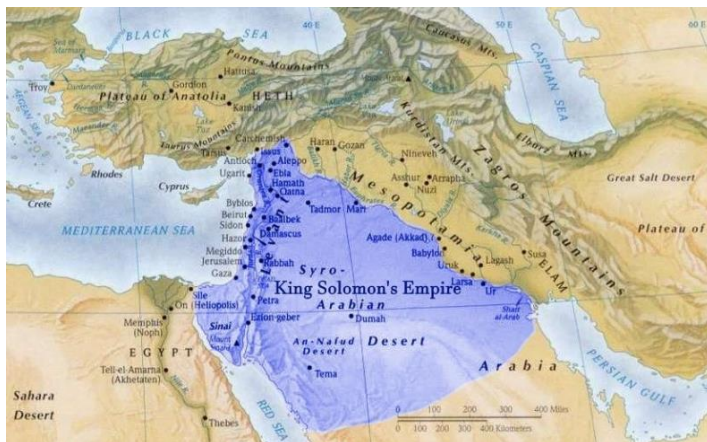 40 E
50 E
60 E
BLACK SEA
Caucasus Mts.
CASPIAN SEA
Sea of Marmara
Pontus Mountains
Hattusa
Troy
Gordion
Plateau of Anatolia
HETH
Kanish
AEGEAN SEA
Kurdistan Mts.
Elburz Mts.
Taurus Mountains
Tarsus
Carchemish
Issus
Haran
Gozan
Nineveh
Zagros Mountains
Rhodes
Antioch
Aleppo
Great Salt Desert
Crete
Cyprus
Ugarit
Ebla
Hamath
Qatna
Asshur
Arrapha
Nuzi
Mesopotamia
Plateau of
Byblos
Tadmor
Mari
Beirut
Baalbek
Sidon
Damascus
Levant
MEDITERRANEAN SEA
Hazor
Megiddo
Agade (Akkad)
Babylon
Susa
Jerusalem
Rabbah
Uruk
Lagash
ELAM
Gaza
Syro-
Larsa
Ur
King Solomon's Empire
Sile
On (Heliopolis)
Petra
Arabian
Shatt
al-Arab
Memphis
(Noph)
Sinai
Ezion-geber
Dumah
Mount
An-Nafud
Desert
Desert
EGYPT
Arabia
PERSIAN GULF
Tell-el-Amarna
(Akhetaten)
Tema
Sahara
Desert
RED SEA
Thebes
0 100 200 300 400 Miles
0 100 200 300 400 Kilometers